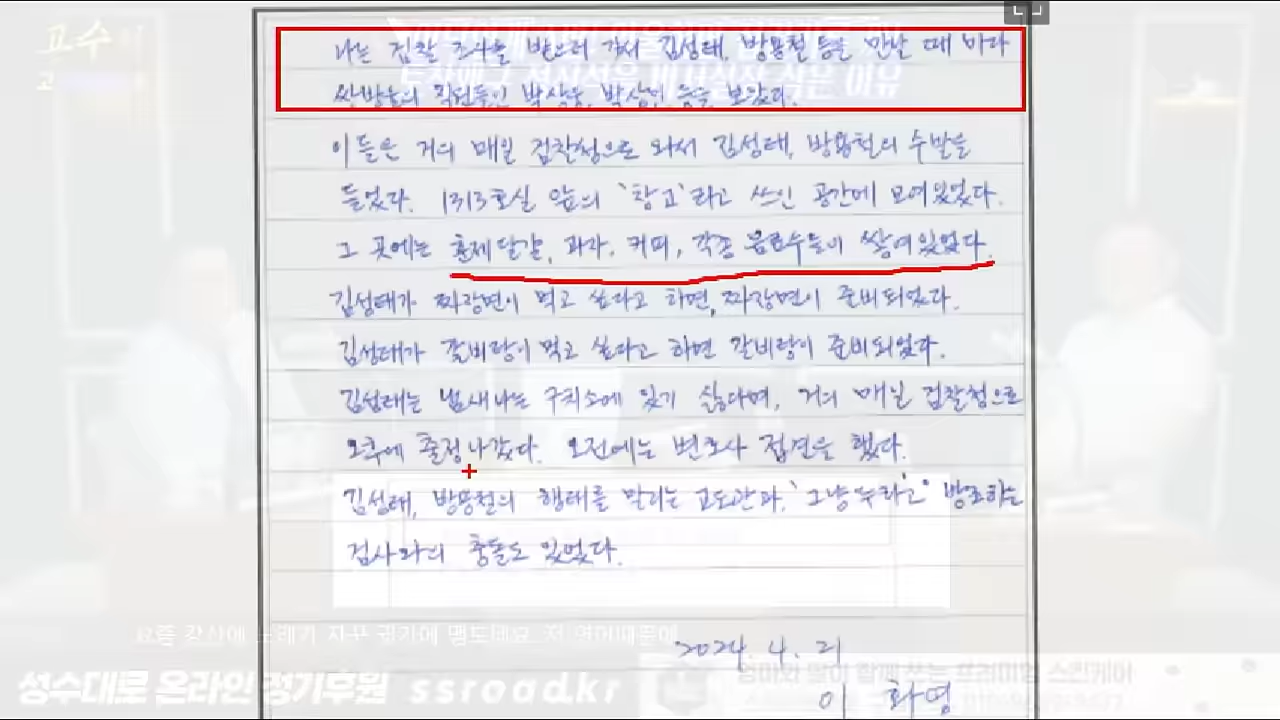 나는 검찰 조사를 받으러 가서 김성태, 방용철 등을 만날 때 마다
쌍방울의 직원들인 박상웅, 박상민 등을 보았다.
이들은 거의 매일 검찰청으로 와서 김성태, 방용철의 수발을
들었다. 1313호실 앞의 '창고'라고 쓰인 공간에 모여있었다.
그 곳에는 훈제달걀, 과자, 커피, 각종 음료수들이 쌓여있었다.
김성태가 짜장면이 먹고 싶다고 하면, 짜장면이 준비되었다.
김성태가 갈비탕이 먹고 싶다고 하면 갈비탕이 준비되었다.
김성태는 냄새나는 구치소에 있기 싫다며, 거의 매일 검찰청으로
오후에 출정나갔다. 오전에는 변호사 접견을 했다.
김성태, 방용철의 행태를 말리는 교도관과, "그냥 두라고" 방조하는
검사와의 충돌도 있었다.
2024. 4. 21
이 화 영
성수대로 온라인 경기부원 ssroad.kr